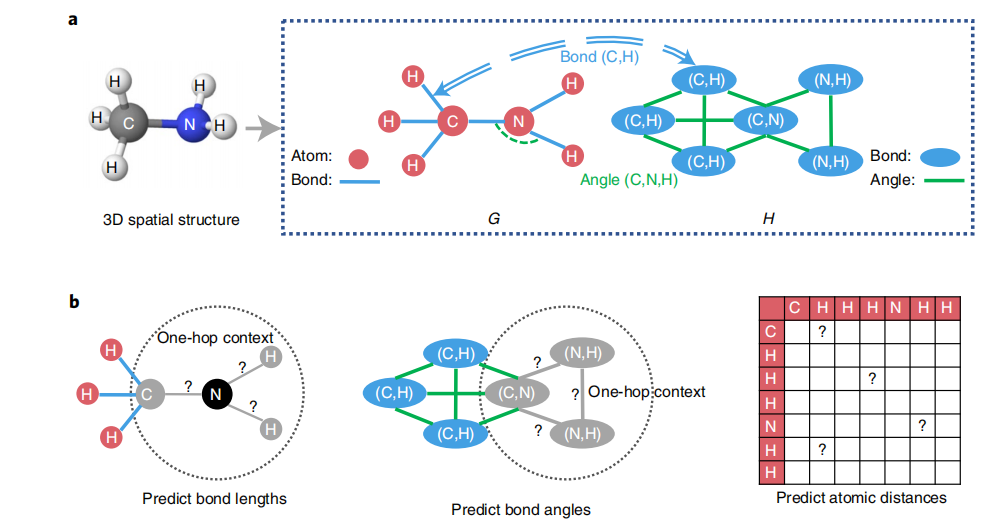 a
H
H
H
H
C
N
H
3D spatial structure
Bond (C,H)
H
H
H
C
N
H
H
Atom:
Bond:
Angle (C,N,H)
G
(C,H)
(N,H)
(C,H)
(C,N)
(C,H)
(N,H)
Bond:
Angle:
H
b
One-hop context
H
H
H
C
?
N
?
H
?
H
Predict bond lengths
(C,H)
(C,H)
(C,N)
(C,H)
?
(N,H)
? One-hop context
?
(N,H)
Predict bond angles
C H H H N H H
C ?
H
H ?
H
N ?
H ?
H
Predict atomic distances